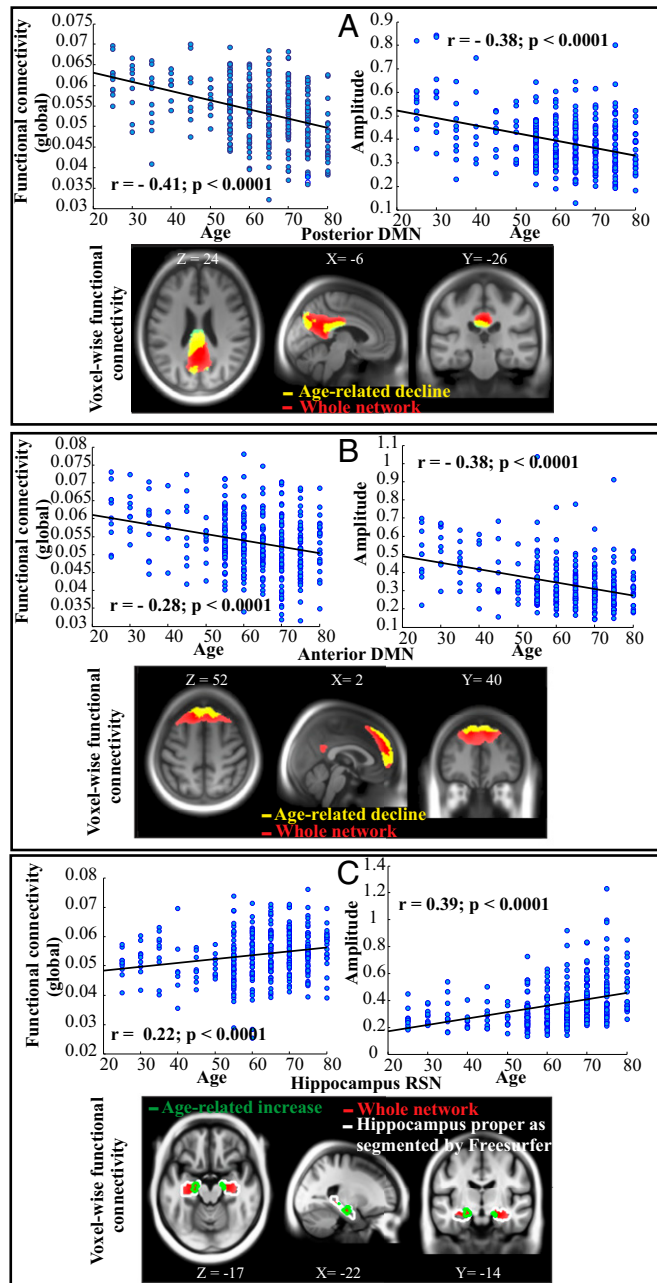 A
Functional connectivity
(global)
0.075
0.07
0.065
0.06
0.055
0.05
0.045
0.04
0.035
0.03
r = - 0.41; p < 0.0001
20 30 40 50 60 70 80
Age
Amplitude
0.9
0.8
0.7
0.6
0.5
0.4
0.3
0.2
0.1
r = - 0.38; p < 0.0001
20 30 40 50 60 70 80
Age
Posterior DMN
Voxel-wise functional
connectivity
Z = 24
X= -6
Y= -26
Age-related decline
Whole network
B
Functional connectivity
(global)
0.08
0.075
0.07
0.065
0.06
0.055
0.05
0.045
0.04
0.035
0.03
r = - 0.28; p < 0.0001
20 30 40 50 60 70 80
Age
Amplitude
1.1
1
0.9
0.8
0.7
0.6
0.5
0.4
0.3
0.2
0.1
r = - 0.38; p < 0.0001
20 30 40 50 60 70 80
Age
Anterior DMN
Voxel-wise functional
connectivity
Z = 52
X= 2
Y= 40
Age-related decline
Whole network
C
Functional connectivity
(global)
0.08
0.07
0.06
0.05
0.04
0.03
0.02
r = 0.22; p < 0.0001
20 30 40 50 60 70 80
Age
Amplitude
1.4
1.2
1
0.8
0.6
0.4
0.2
0
r = 0.39; p < 0.0001
20 30 40 50 60 70 80
Age
Hippocampus RSN
Voxel-wise functional
connectivity
Age-related increase
Whole network
Hippocampus proper as
segmented by Freesurfer
Z = -17
X= -22
Y= -14